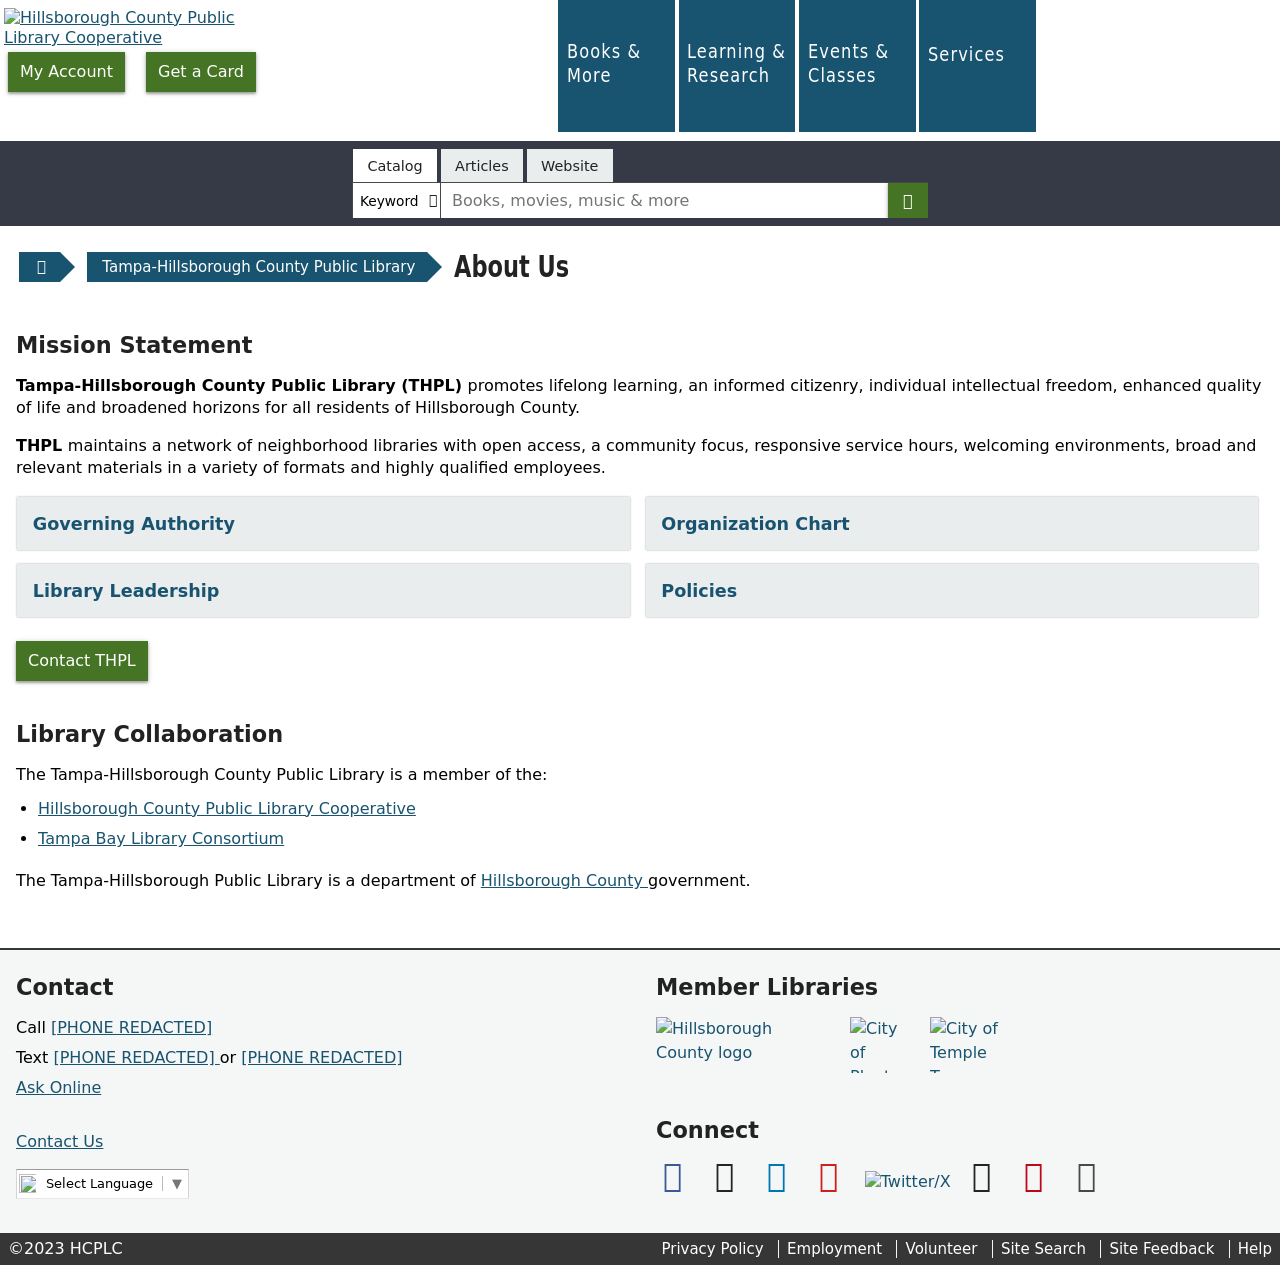 Hillsborough County Public
Library Cooperative
My Account
Get a Card
Books &
More
Learning &
Research
Events &
Classes
Services
Catalog
Articles
Website
Keyword
Books, movies, music & more
Tampa-Hillsborough County Public Library
About Us
Mission Statement
Tampa-Hillsborough County Public Library (THPL) promotes lifelong learning, an informed citizenry, individual intellectual freedom, enhanced quality
of life and broadened horizons for all residents of Hillsborough County.
THPL maintains a network of neighborhood libraries with open access, a community focus, responsive service hours, welcoming environments, broad and
relevant materials in a variety of formats and highly qualified employees.
Governing Authority
Organization Chart
Library Leadership
Policies
Contact THPL
Library Collaboration
The Tampa-Hillsborough County Public Library is a member of the:
Hillsborough County Public Library Cooperative
Tampa Bay Library Consortium
The Tampa-Hillsborough Public Library is a department of Hillsborough County government.
Contact
Call [PHONE REDACTED]
Text [PHONE REDACTED] or [PHONE REDACTED]
Ask Online
Contact Us
Select Language ▼
Member Libraries
Hillsborough
County logo
City
of
City of
Temple
Connect
Twitter/X
©2023 HCPLC
Privacy Policy
Employment
Volunteer
Site Search
Site Feedback
Help